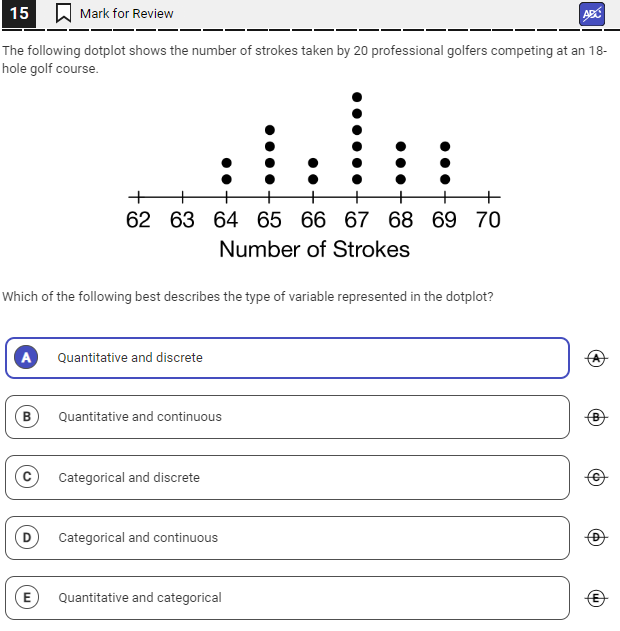 15 Mark for Review ABC
The following dotplot shows the number of strokes taken by 20 professional golfers competing at an 18-
hole golf course.
62 63 64 65 66 67 68 69 70
Number of Strokes
Which of the following best describes the type of variable represented in the dotplot?
A Quantitative and discrete A
B Quantitative and continuous B
C Categorical and discrete C
D Categorical and continuous D
E Quantitative and categorical E